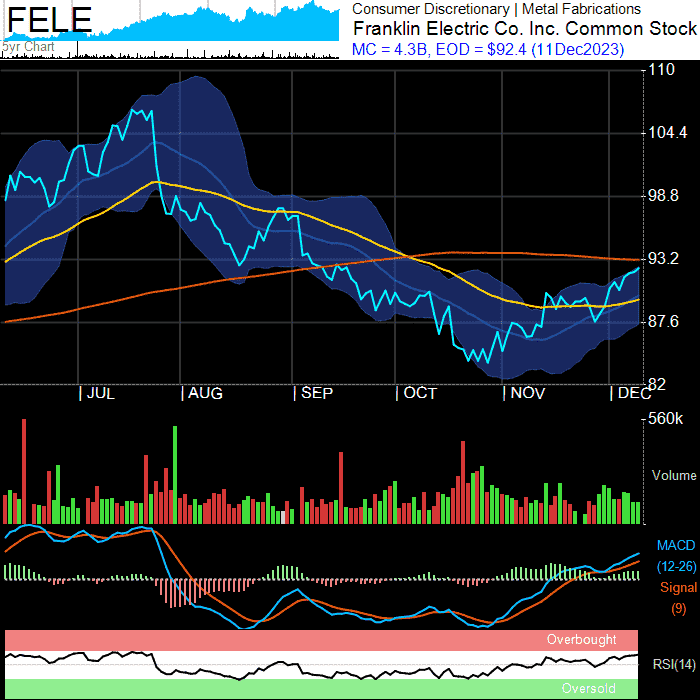 FELE
5yr Chart
Consumer Discretionary | Metal Fabrications
Franklin Electric Co. Inc. Common Stock
MC = 4.3B, EOD = $92.4 (11Dec2023)
110
104.4
98.8
93.2
87.6
82
| JUL | AUG | SEP | OCT | NOV | DEC
560k
Volume
MACD
(12-26)
Signal
(9)
Overbought
RSI(14)
Oversold